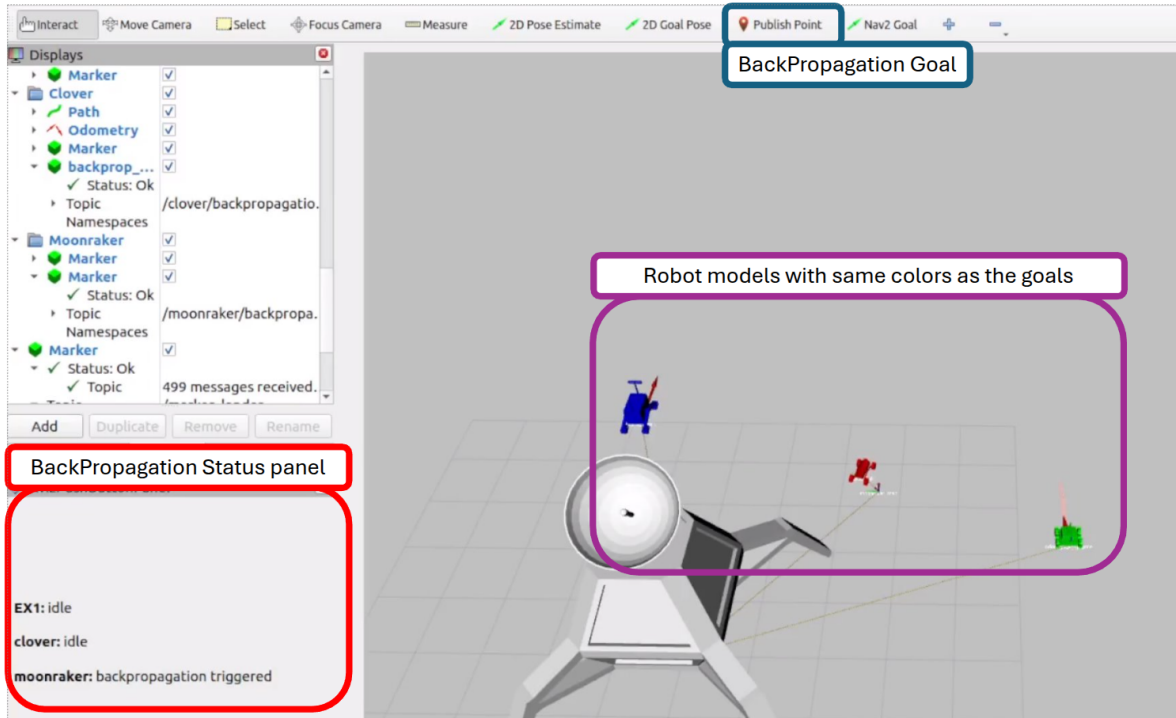 Interact Move Camera Select Focus Camera Measure 2D Pose Estimate 2D Goal Pose Publish Point Nav2 Goal
BackPropagation Goal
Displays
Marker
Clover
Path
Odometry
Marker
backprop_...
Status: Ok
Topic /clover/backpropagatio.
Namespaces
Moonraker
Marker
Marker
Status: Ok
Topic /moonraker/backpropa.
Namespaces
Marker
Status: Ok
Topic 499 messages received.
Add Duplicate Remove Rename
Robot models with same colors as the goals
BackPropagation Status panel
EX1: idle
clover: idle
moonraker: backpropagation triggered